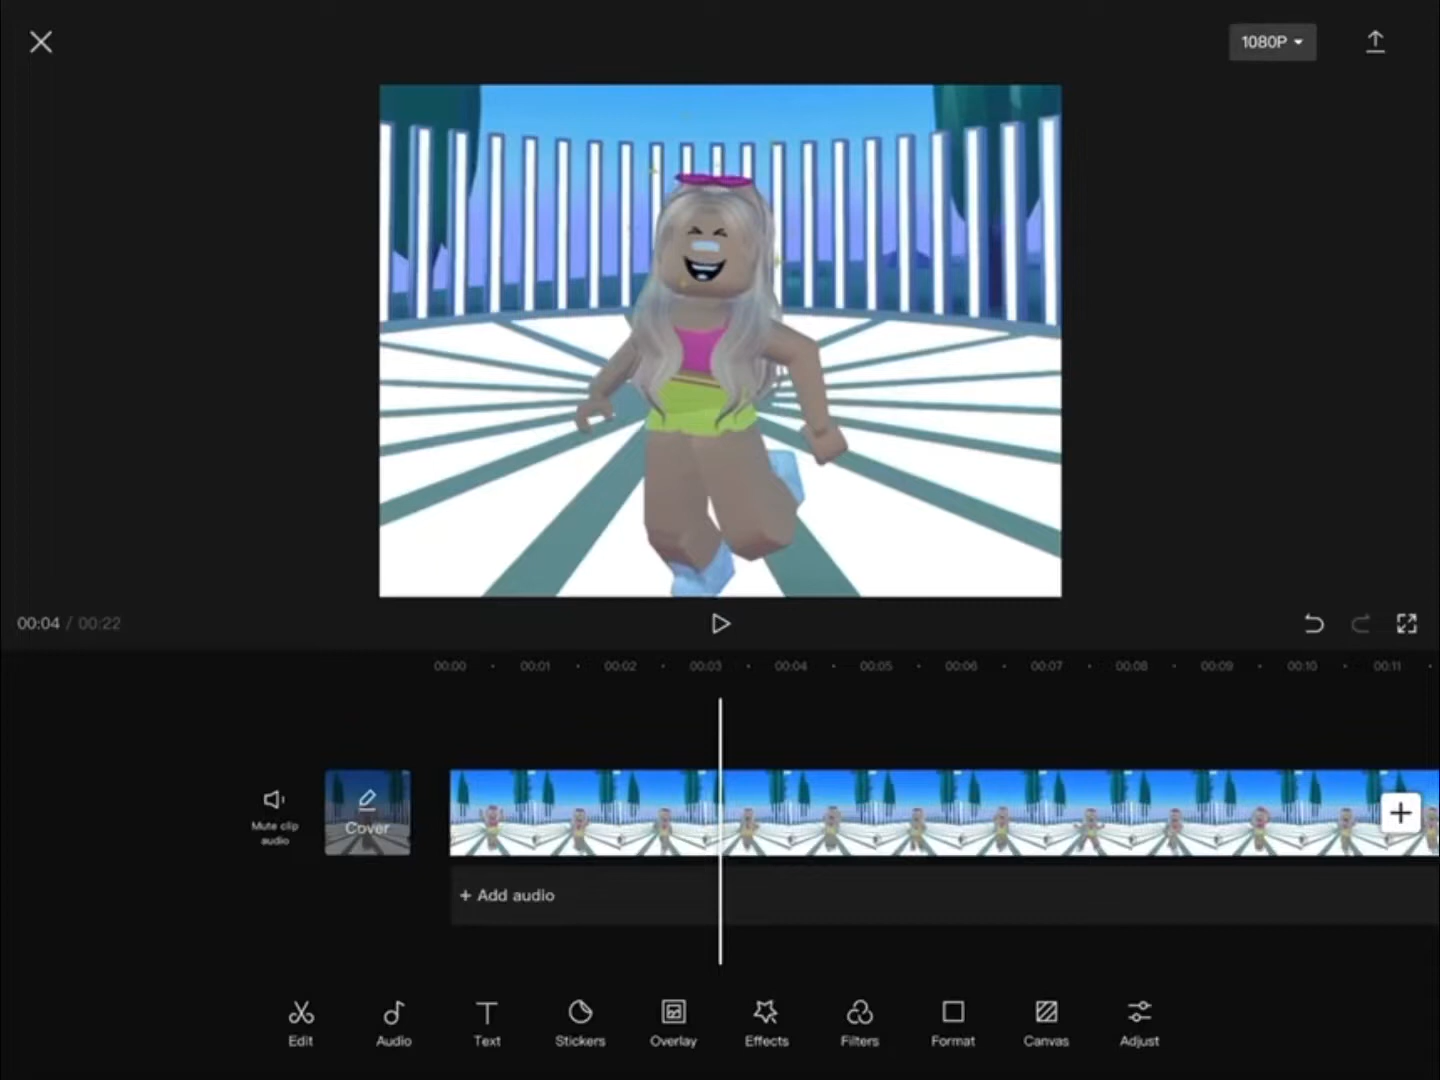 1080P
00:04 / 00:22
00:00 00:01 00:02 00:03 00:04 00:05 00:06 00:07 00:08 00:09 00:10 00:11
Mute clip
audio
Cover
+ Add audio
Edit Audio Text Stickers Overlay Effects Filters Format Canvas Adjust